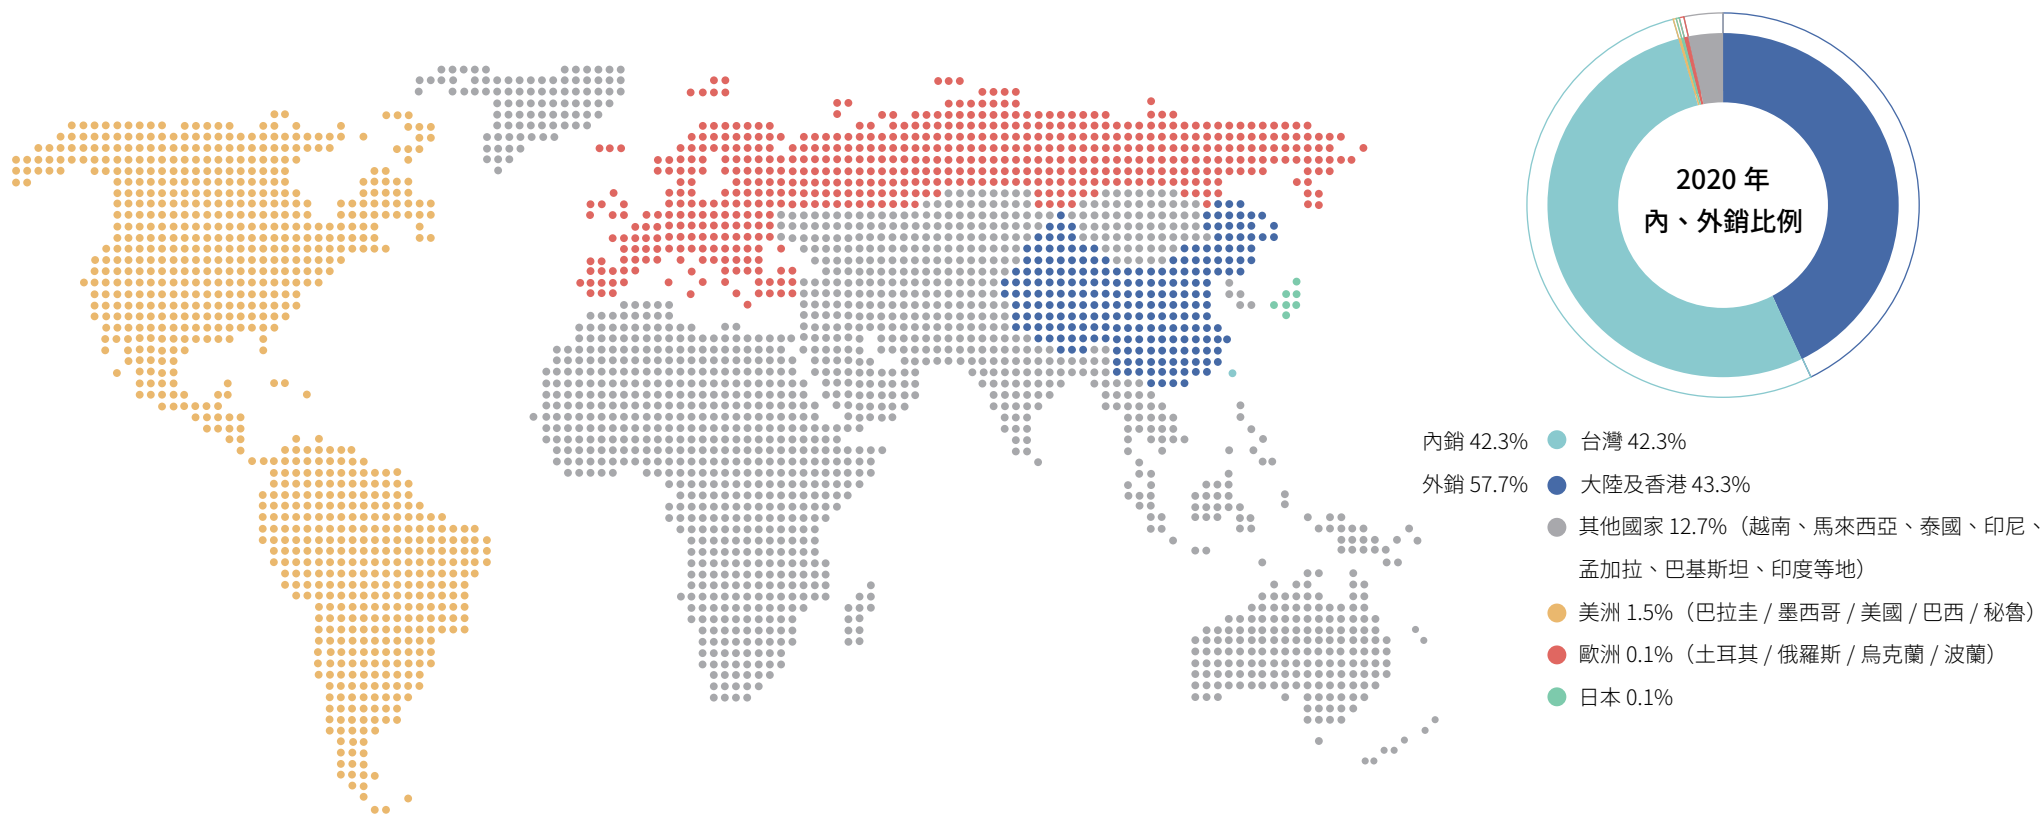 2020 年
內、外銷比例
內銷 42.3% 台灣 42.3%
外銷 57.7% 大陸及香港 43.3%
其他國家 12.7%（越南、馬來西亞、泰國、印尼、
孟加拉、巴基斯坦、印度等地）
美洲 1.5%（巴拉圭 / 墨西哥 / 美國 / 巴西 / 秘魯）
歐洲 0.1%（土耳其 / 俄羅斯 / 烏克蘭 / 波蘭）
日本 0.1%